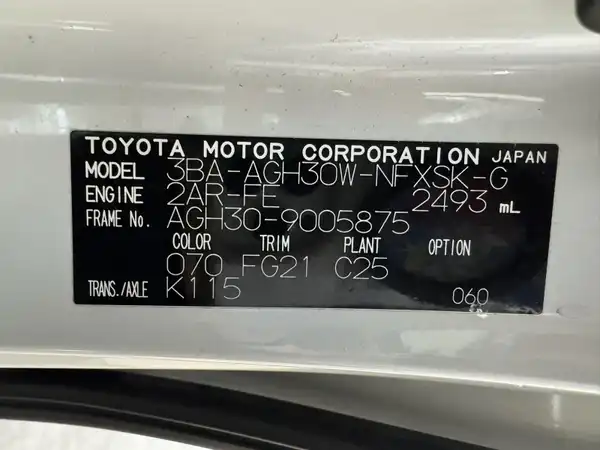 TOYOTA MOTOR CORPORATION JAPAN
MODEL 3BA-AGH30W-NFXSK-G
ENGINE 2AR-FE 2493 mL
FRAME No. AGH30-9005875
COLOR TRIM PLANT OPTION
070 FG21 C25
TRANS./AXLE K115 060